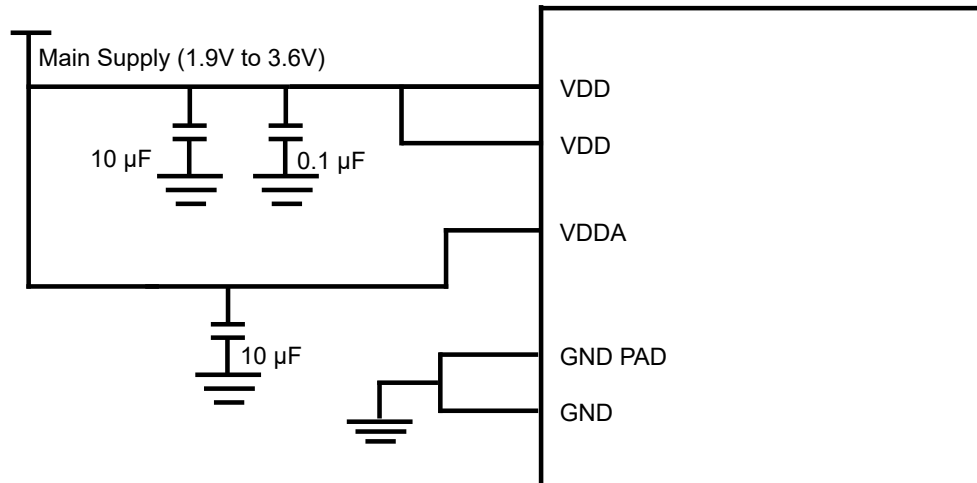 Main Supply (1.9V to 3.6V)
VDD
VDD
10 µF
0.1 µF
VDDA
10 µF
GND PAD
GND